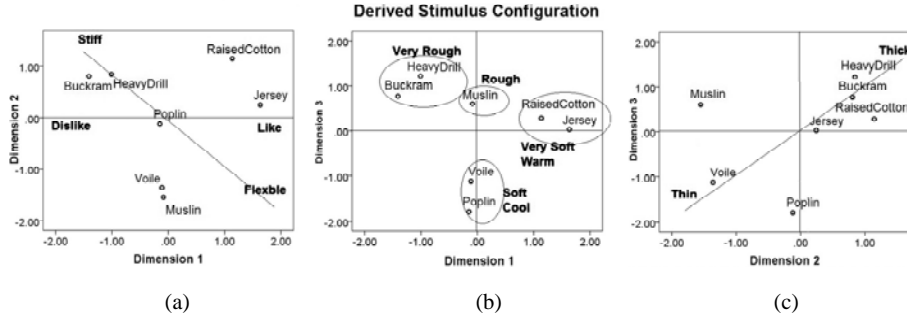 Derived Stimulus Configuration
Stiff
RaisedCotton
Buckram
HeavyDrill
Jersey
Poplin
Dislike
Like
Voile
Flexble
Muslin
2.00
1.00
0.00
-1.00
-2.00
-2.00 -1.00 .00 1.00 2.00
Dimension 2
Dimension 1
(a)
Very Rough
HeavyDrill
Rough
Buckram
Muslin
RaisedCotton
Jersey
Very Soft
Warm
Voile
Soft
Cool
Poplin
2.00
1.00
0.00
-1.00
-2.00
-2.00 -1.00 .00 1.00 2.00
Dimension 3
Dimension 1
(b)
Thick
HeavyDrill
Buckram
Muslin
RaisedCotton
Jersey
Voile
Thin
Poplin
2.00
1.00
0.00
-1.00
-2.00
-2.00 -1.00 .00 1.00
Dimension 3
Dimension 2
(c)